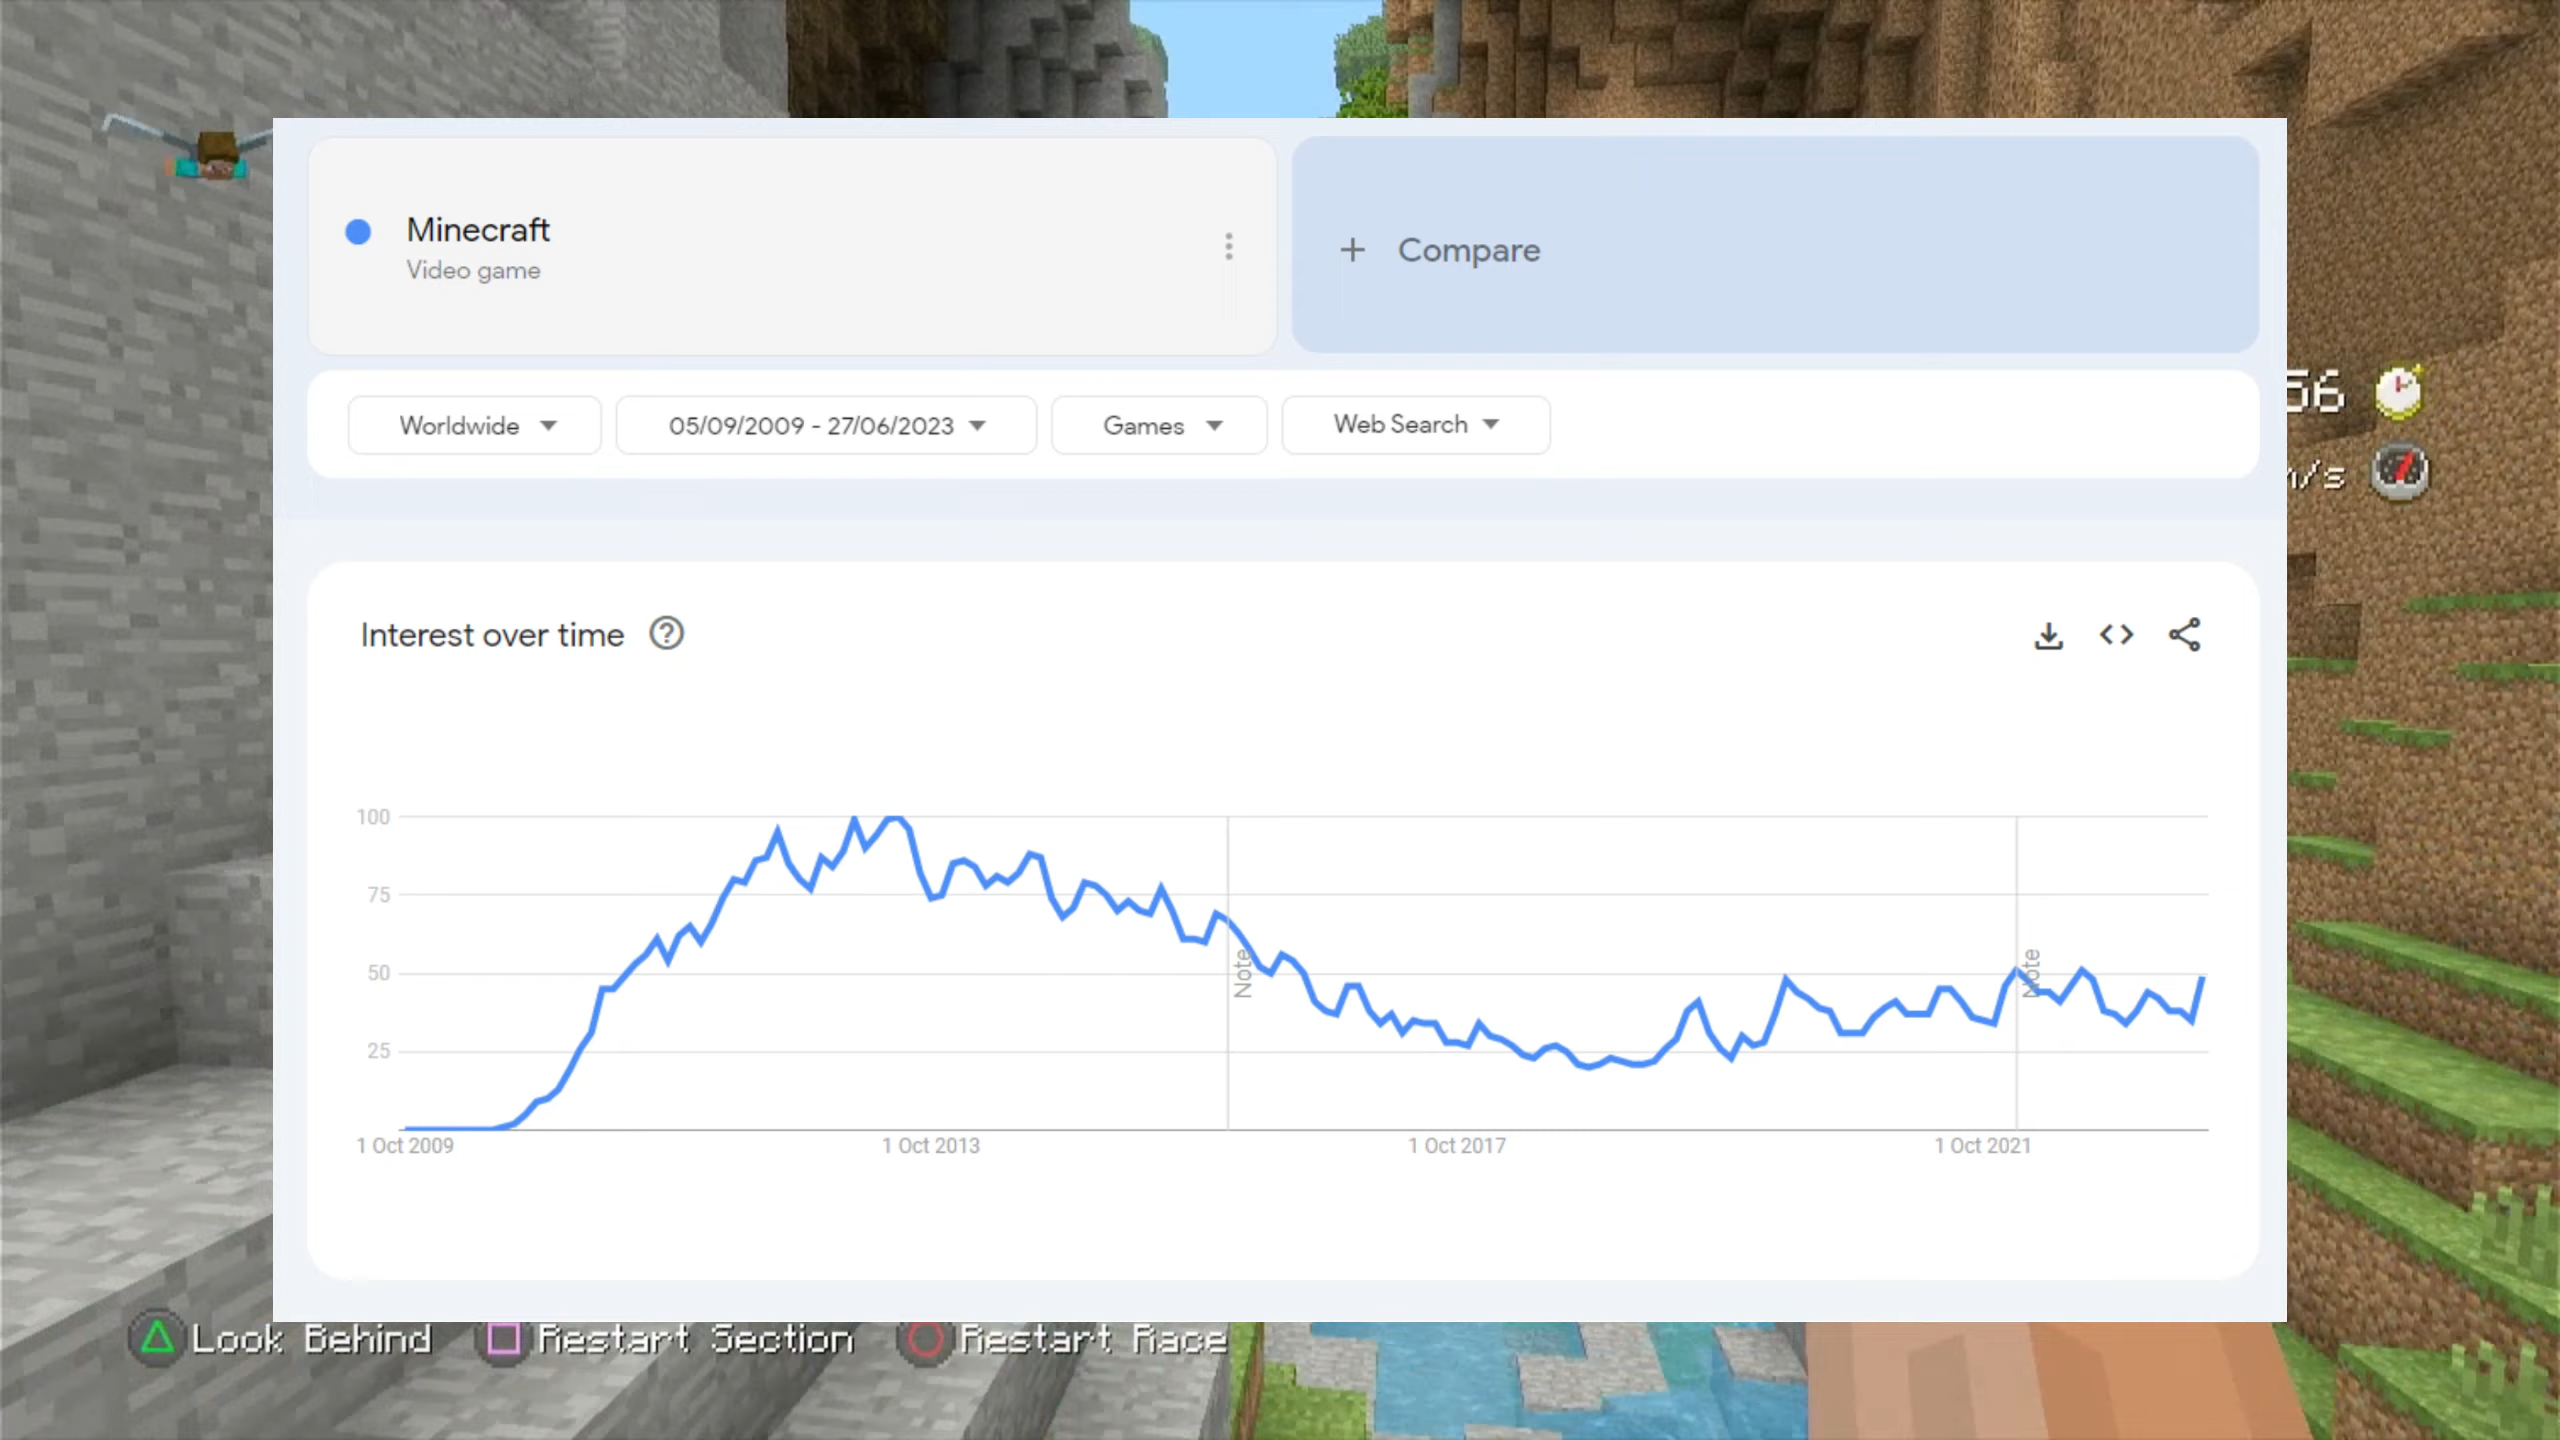 Minecraft
Video game
+ Compare
Worldwide
05/09/2009 - 27/06/2023
Games
Web Search
56
/s
Interest over time
100
75
50
25
Note
Note
1 Oct 2009
1 Oct 2013
1 Oct 2017
1 Oct 2021
Look Behind
Restart Section
Restart Race